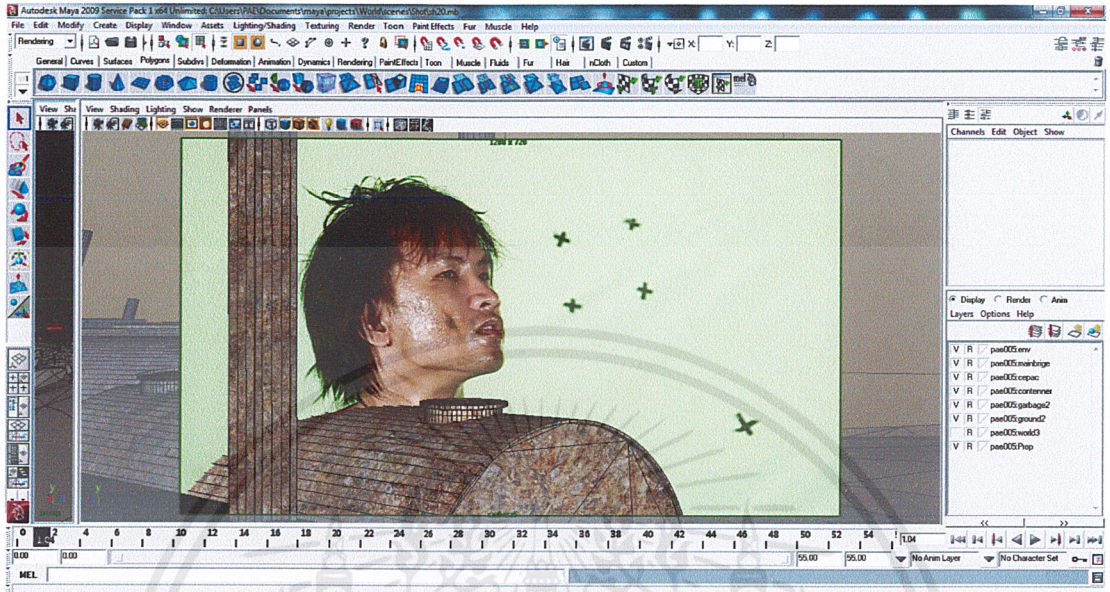 Autodesk Maya 2009 Service Pack 1 x64 Unlimited: C:\Users\PAE\Documents\maya\projects\World\scenes\Shot\sh20.mb
File Edit Modify Create Display Window Assets Lighting/Shading Texturing Render Toon Paint Effects Fur Muscle Help
Rendering X: Y: Z:
General Curves Surfaces Polygons Subdivs Deformation Animation Dynamics Rendering PaintEffects Toon Muscle Fluids Fur Hair nCloth Custom
mel
View Sha View Shading Lighting Show Renderer Panels
Channels Edit Object Show
1280 x 720
Display Render Anim
Layers Options Help
V R pae005:env
V R pae005:mainbrige
V R pae005:cepac
V R pae005:contenner
V R pae005:garbage2
V R pae005:ground2
R pae005:world3
V R pae005:Prop
0 2 4 6 8 10 12 14 16 18 20 22 24 26 28 30 32 34 36 38 40 42 44 46 48 50 52 54 1.04
0.00 0.00 55.00 55.00 No Anim Layer No Character Set
MEL